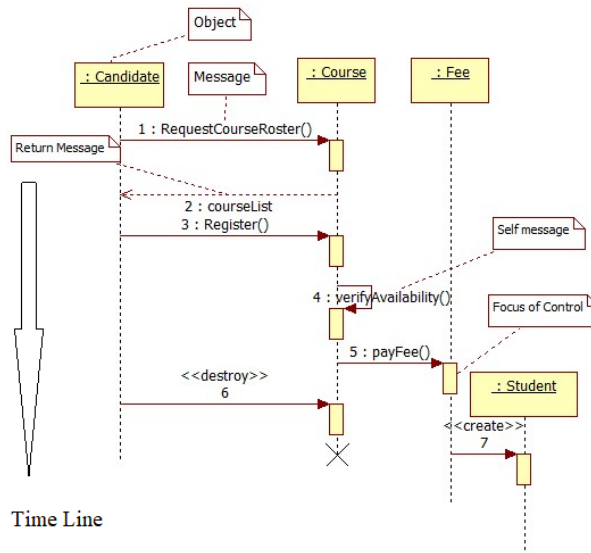 Object
: Candidate
Message
: Course
: Fee
1 : RequestCourseRoster()
Return Message
2 : courseList
3 : Register()
Self message
4 : verifyAvailability()
Focus of Control
5 : payFee()
<<destroy>>
6
: Student
<<create>>
7
Time Line